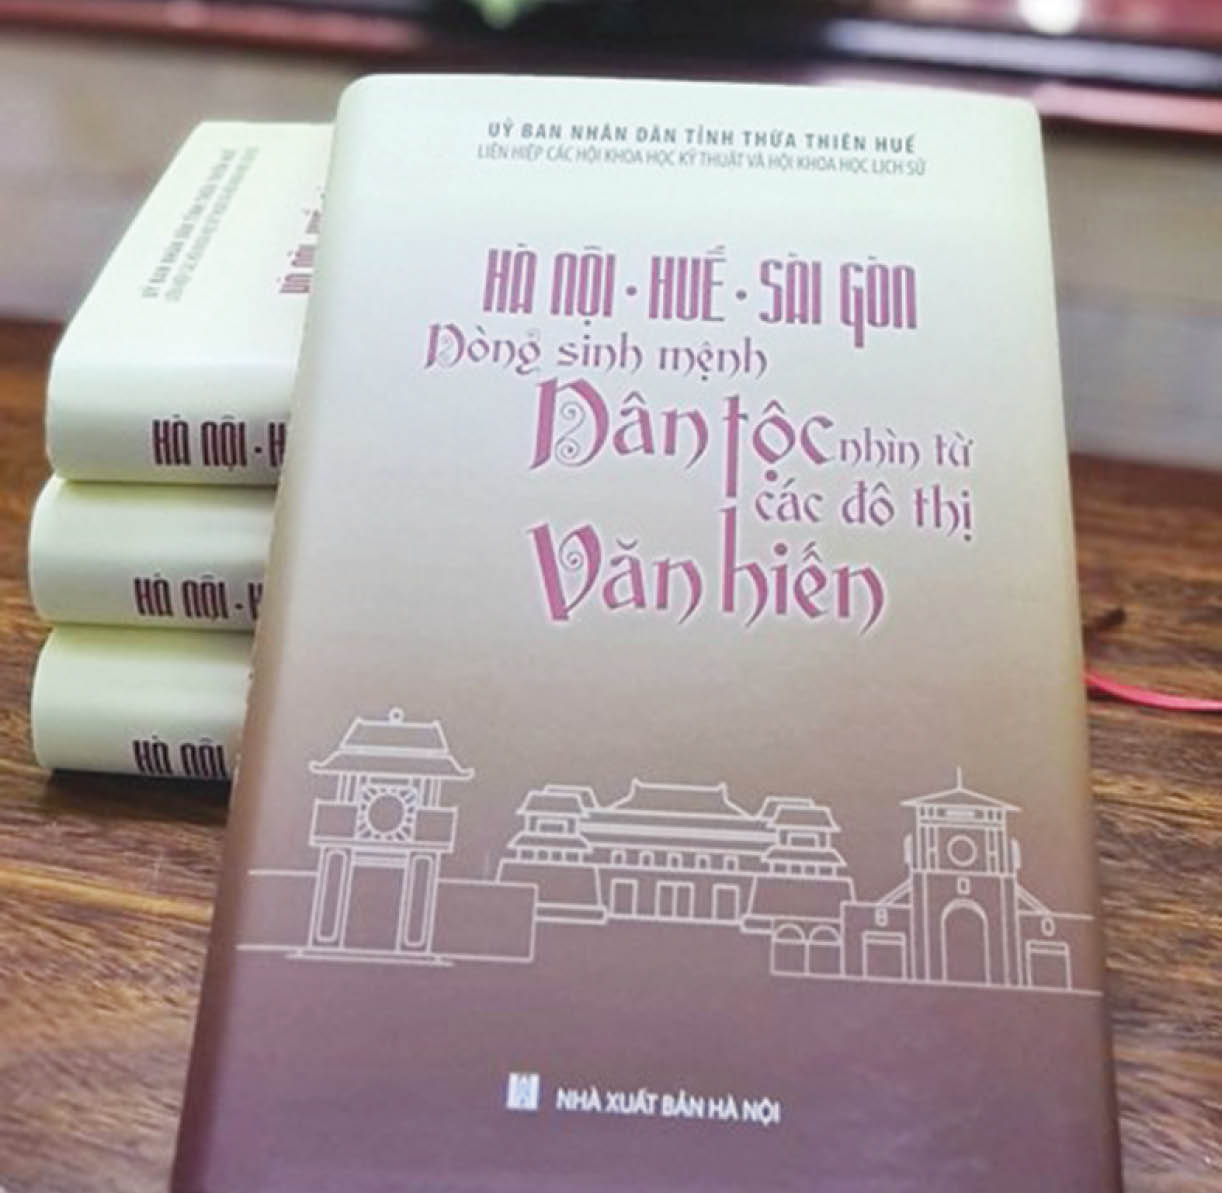 UỶ BAN NHÂN DÂN TỈNH THỪA THIÊN HUẾ
LIÊN HIỆP CÁC HỘI KHOA HỌC KỸ THUẬT VÀ HỘI KHOA HỌC LỊCH SỬ
HÀ NỘI · HUẾ · SÀI GÒN
Dòng sinh mệnh
Dân tộc nhìn từ
các đô thị
Văn hiến
NHÀ XUẤT BẢN HÀ NỘI
HÀ NỘI · H
HÀ NỘI · H
HÀ NỘI